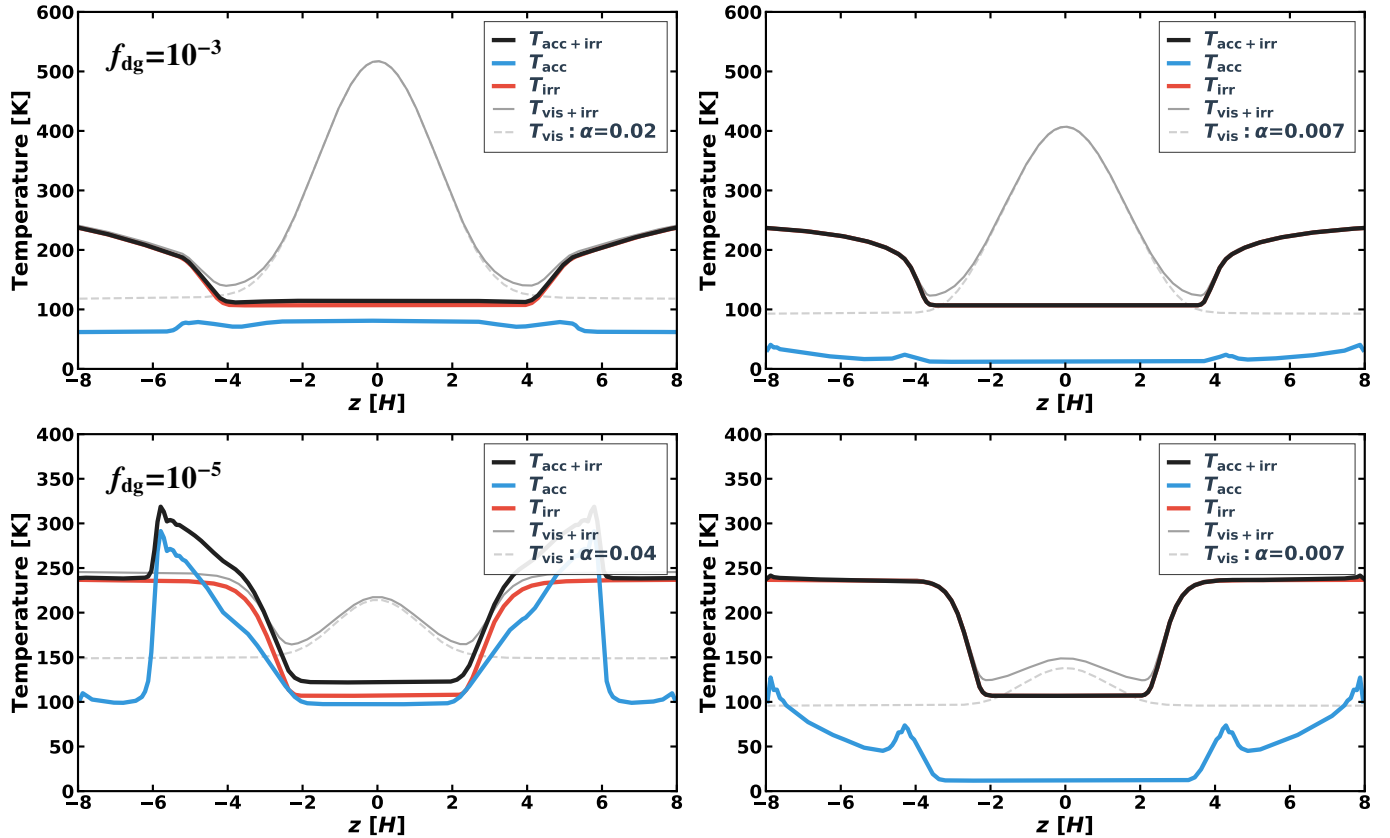 600
500
400
300
200
100
0
Temperature [K]
f_dg=10^−3
T_acc+irr
T_acc
T_irr
T_vis+irr
T_vis : α=0.02
−8 −6 −4 −2 0 2 4 6 8
z [H]
600
500
400
300
200
100
0
Temperature [K]
T_acc+irr
T_acc
T_irr
T_vis+irr
T_vis : α=0.007
−8 −6 −4 −2 0 2 4 6 8
z [H]
400
350
300
250
200
150
100
50
0
Temperature [K]
f_dg=10^−5
T_acc+irr
T_acc
T_irr
T_vis+irr
T_vis : α=0.04
−8 −6 −4 −2 0 2 4 6 8
z [H]
400
350
300
250
200
150
100
50
0
Temperature [K]
T_acc+irr
T_acc
T_irr
T_vis+irr
T_vis : α=0.007
−8 −6 −4 −2 0 2 4 6 8
z [H]